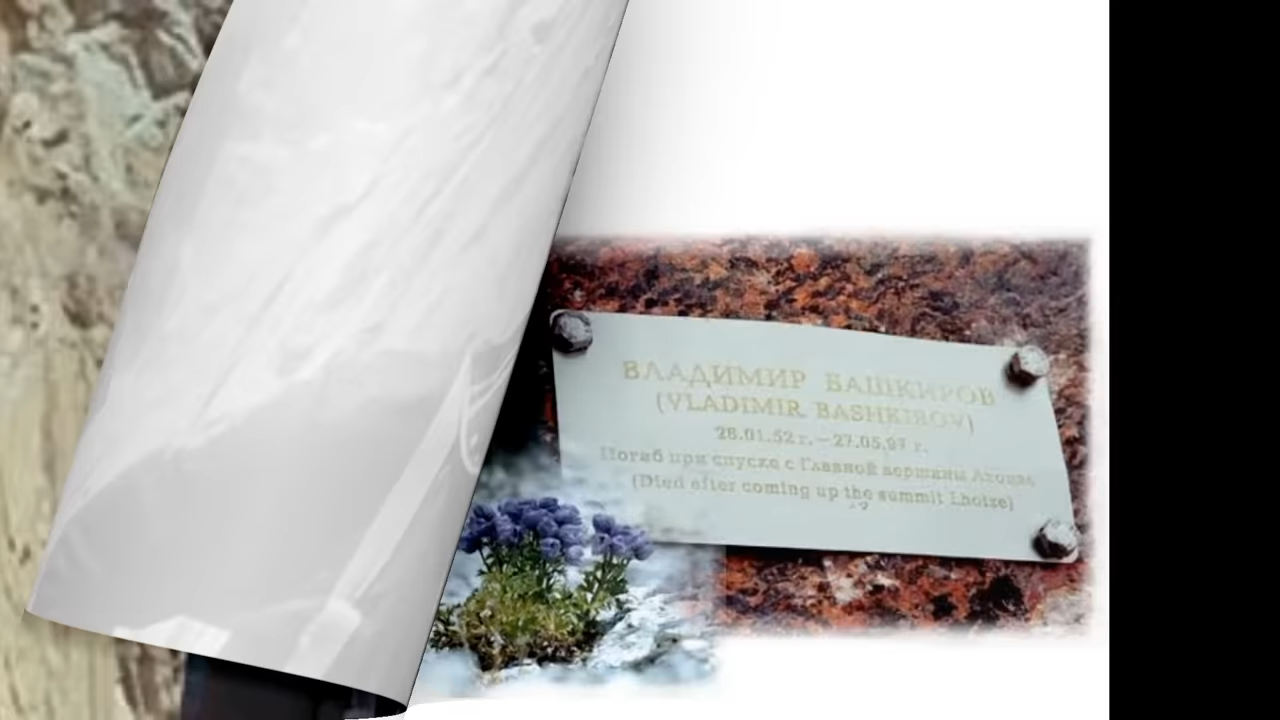 ВЛАДИМИР БАШКИРОВ
(VLADIMIR BASHKIROV)
28.01.52 г. – 27.05.97 г.
Погиб при спуске с Главной вершины Лхоцзе
(Died after coming up the summit Lhotze)